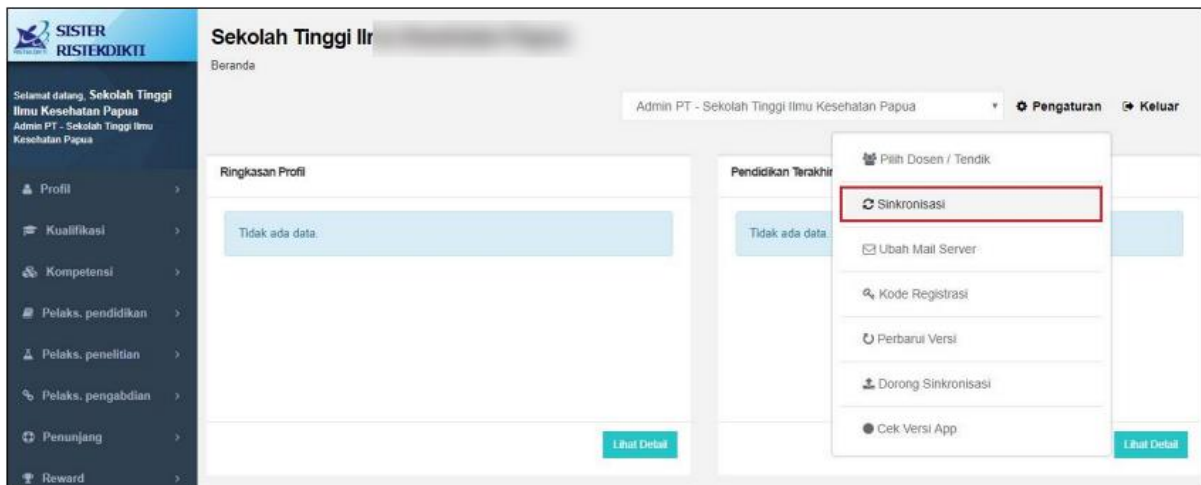 SISTER
RISTEKDIKTI
Selamat datang, Sekolah Tinggi
Ilmu Kesehatan Papua
Admin PT - Sekolah Tinggi Ilmu
Kesehatan Papua
Profil
Kualifikasi
Kompetensi
Pelaks. pendidikan
Pelaks. penelitian
Pelaks. pengabdian
Penunjang
Reward
Sekolah Tinggi
Beranda
Admin PT - Sekolah Tinggi Ilmu Kesehatan Papua
Pengaturan
Keluar
Ringkasan Profil
Tidak ada data.
Lihat Detail
Pendidikan Terakhir
Tidak ada data.
Lihat Detail
Pilih Dosen / Tendik
Sinkronisasi
Ubah Mail Server
Kode Registrasi
Perbarui Versi
Dorong Sinkronisasi
Cek Versi App